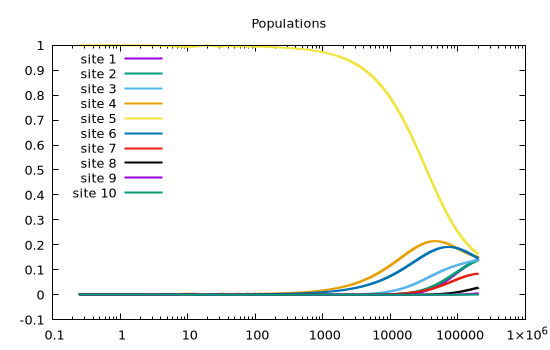 Populations
1
0.9
0.8
0.7
0.6
0.5
0.4
0.3
0.2
0.1
0
-0.1
site 1
site 2
site 3
site 4
site 5
site 6
site 7
site 8
site 9
site 10
0.1 1 10 100 1000 10000 100000 1×10⁶